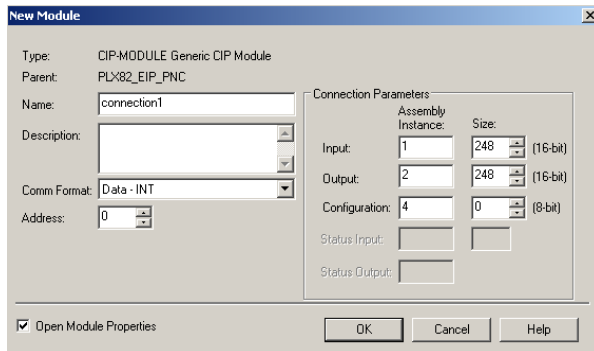 New Module
Type: CIP-MODULE Generic CIP Module
Parent: PLX82_EIP_PNC
Name: connection1
Description:
Comm Format: Data - INT
Address: 0
Connection Parameters
Assembly Instance: Size:
Input: 1 248 (16-bit)
Output: 2 248 (16-bit)
Configuration: 4 0 (8-bit)
Status Input:
Status Output:
Open Module Properties
OK Cancel Help